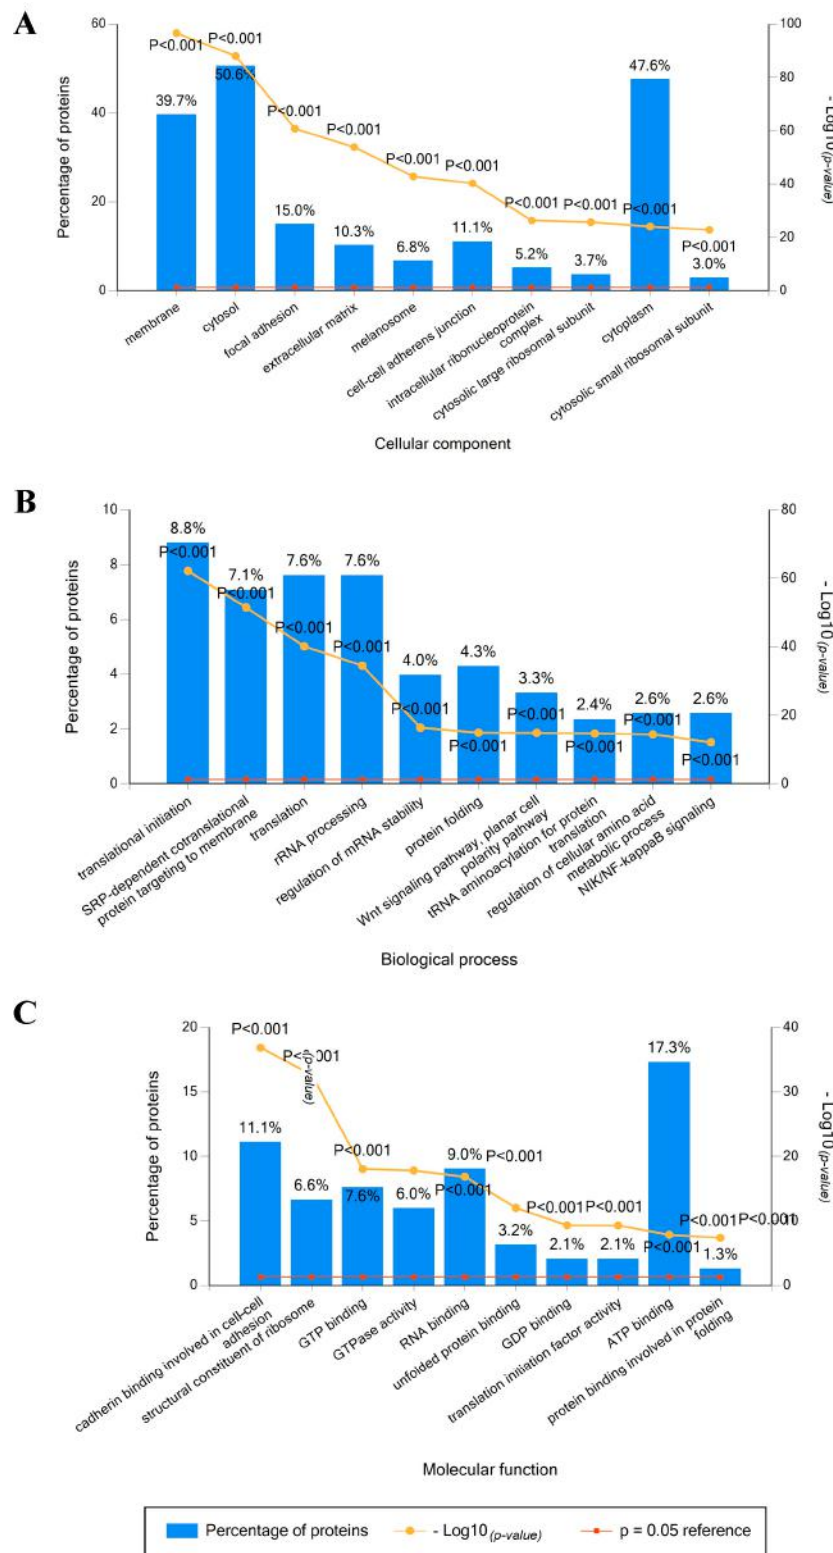 A
60
40
20
0
100
80
60
40
20
0
Percentage of proteins
- Log10(p-value)
P<0.001
P<0.001
P<0.001
P<0.001
P<0.001
P<0.001
P<0.001
P<0.001
P<0.001
P<0.001
39.7%
50.6%
15.0%
10.3%
6.8%
11.1%
5.2%
3.7%
47.6%
3.0%
membrane
cytosol
focal adhesion
extracellular matrix
melanosome
cell-cell adherens junction
intracellular ribonucleoprotein
complex
cytosolic large ribosomal subunit
cytoplasm
cytosolic small ribosomal subunit
Cellular component
B
10
8
6
4
2
0
80
60
40
20
0
Percentage of proteins
- Log10(p-value)
8.8%
7.1%
7.6%
7.6%
4.0%
4.3%
3.3%
2.4%
2.6%
2.6%
P<0.001
P<0.001
P<0.001
P<0.001
P<0.001
P<0.001
P<0.001
P<0.001
P<0.001
P<0.001
translational initiation
SRP-dependent cotranslational
protein targeting to membrane
translation
rRNA processing
regulation of mRNA stability
protein folding
Wnt signaling pathway, planar cell
polarity pathway
tRNA aminoacylation for protein
translation
regulation of cellular amino acid
metabolic process
NIK/NF-kappaB signaling
Biological process
C
20
15
10
5
0
40
30
20
10
0
Percentage of proteins
- Log10(p-value)
(p-value)
P<0.001
P<0.001
P<0.001
P<0.001
P<0.001
P<0.001
P<0.001
P<0.001
P<0.001
11.1%
6.6%
7.6%
6.0%
9.0%
3.2%
2.1%
2.1%
17.3%
1.3%
cadherin binding involved in cell-cell
adhesion
structural constituent of ribosome
GTP binding
GTPase activity
RNA binding
unfolded protein binding
GDP binding
translation initiation factor activity
ATP binding
protein binding involved in protein
folding
Molecular function
Percentage of proteins
- Log10 (p-value)
p = 0.05 reference